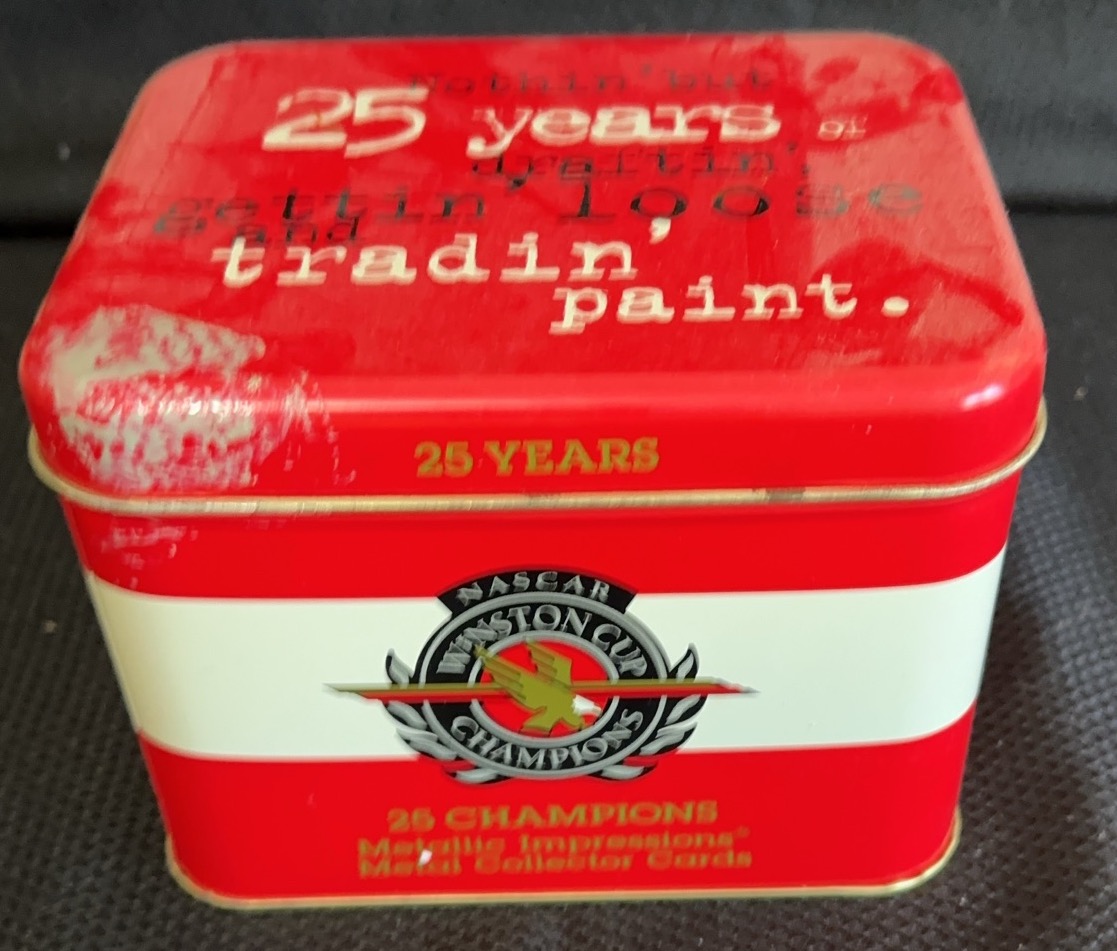 Nothin' but
25 years of
draftin',
gettin' loose
and
tradin'
paint.
25 YEARS
NASCAR
WINSTON CUP
CHAMPIONS
25 CHAMPIONS
Metallic Impressions®
Metal Collector Cards